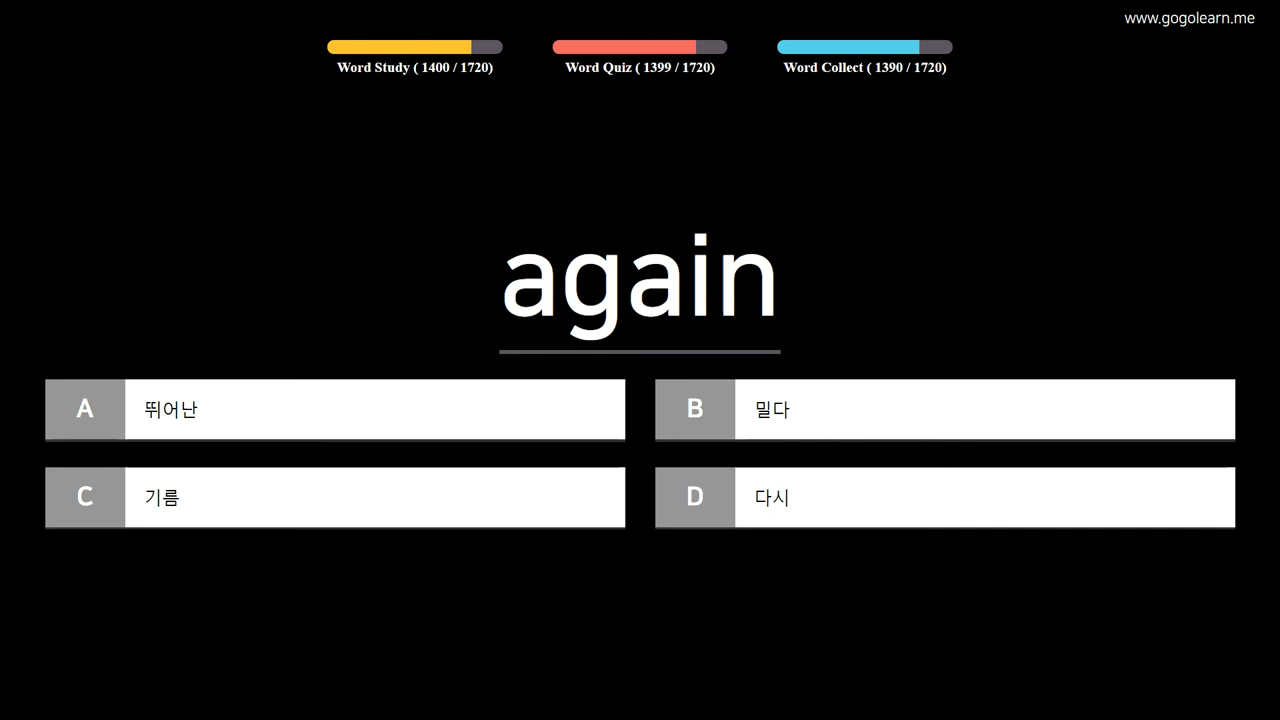 www.gogolearn.me
Word Study ( 1400 / 1720)
Word Quiz ( 1399 / 1720)
Word Collect ( 1390 / 1720)
again
A 뛰어난
B 밀다
C 기름
D 다시